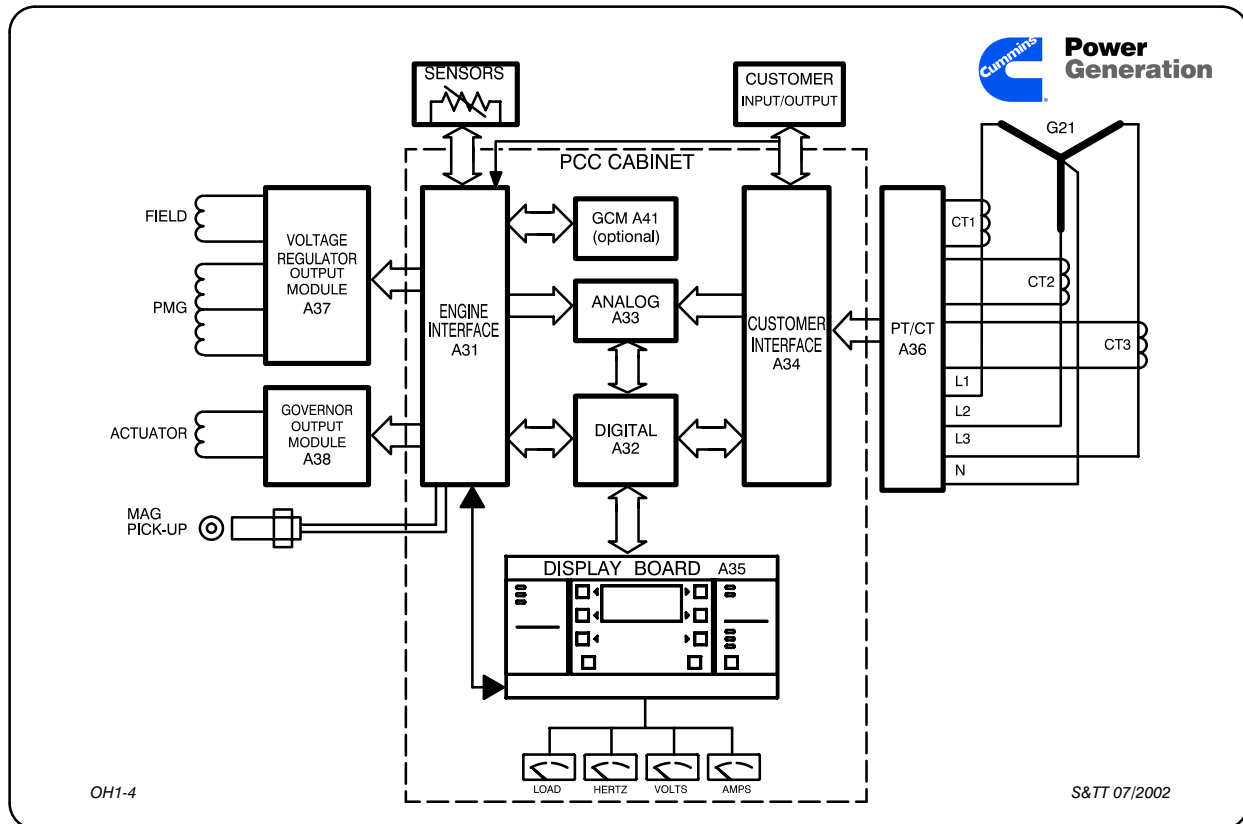 Cummins
Power
Generation
SENSORS
CUSTOMER
INPUT/OUTPUT
G21
PCC CABINET
FIELD
VOLTAGE
REGULATOR
OUTPUT
MODULE
A37
PMG
GCM A41
(optional)
CT1
CT2
ENGINE
INTERFACE
A31
ANALOG
A33
CUSTOMER
INTERFACE
A34
PT/CT
A36
CT3
L1
L2
L3
N
ACTUATOR
GOVERNOR
OUTPUT
MODULE
A38
DIGITAL
A32
MAG
PICK-UP
DISPLAY BOARD A35
LOAD
HERTZ
VOLTS
AMPS
OH1-4
S&TT 07/2002